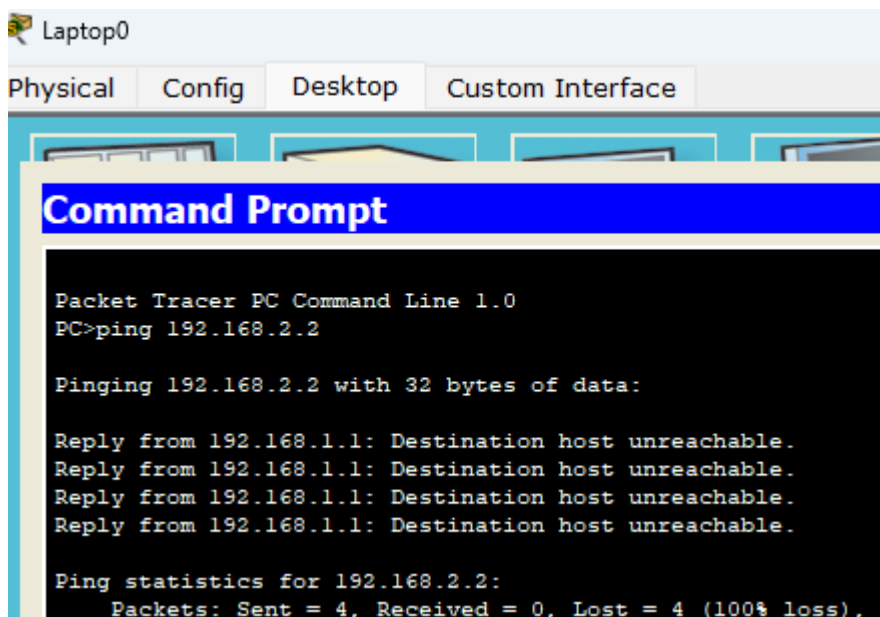 Laptop0
Physical Config Desktop Custom Interface
Command Prompt
Packet Tracer PC Command Line 1.0
PC>ping 192.168.2.2
Pinging 192.168.2.2 with 32 bytes of data:
Reply from 192.168.1.1: Destination host unreachable.
Reply from 192.168.1.1: Destination host unreachable.
Reply from 192.168.1.1: Destination host unreachable.
Reply from 192.168.1.1: Destination host unreachable.
Ping statistics for 192.168.2.2:
Packets: Sent = 4, Received = 0, Lost = 4 (100% loss),